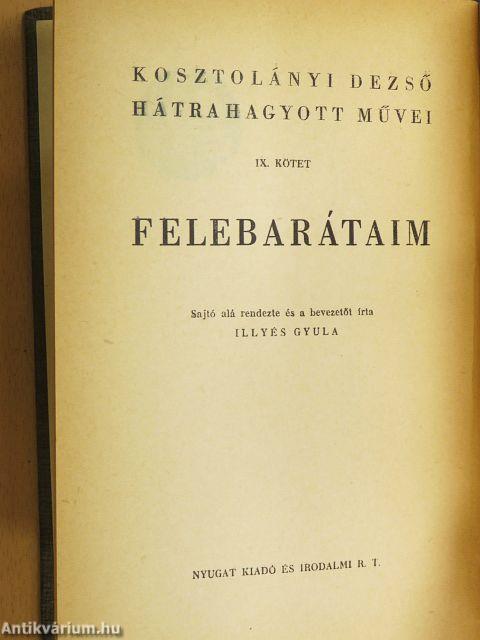 KOSZTOLÁNYI DEZSŐ
HÁTRAHAGYOTT MŰVEI
IX. KÖTET
FELEBARÁTAIM
Sajtó alá rendezte és a bevezetőt írta
ILLYÉS GYULA
NYUGAT KIADÓ ÉS IRODALMI R. T.
Antikvárium.hu